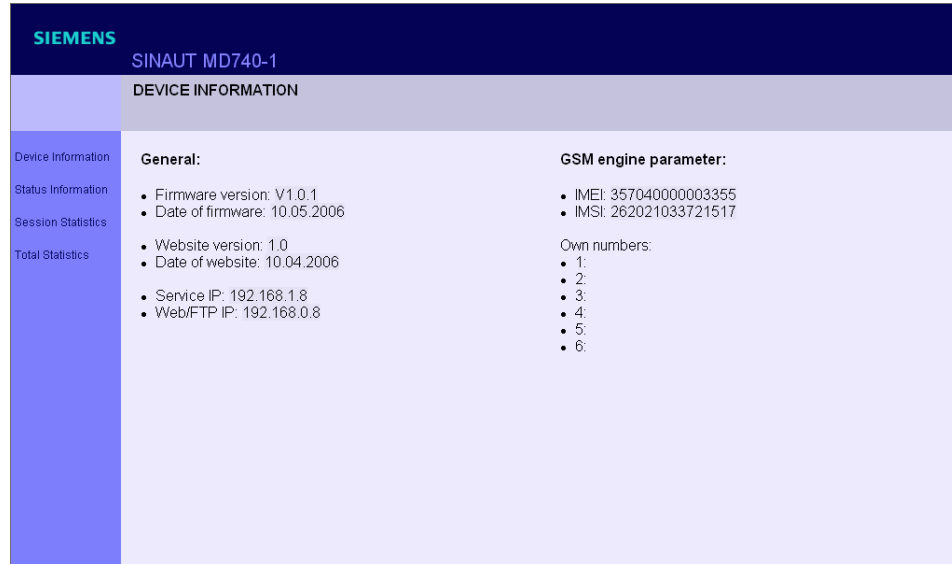 SIEMENS
SINAUT MD740-1
DEVICE INFORMATION
Device Information
Status Information
Session Statistics
Total Statistics
General:
• Firmware version: V1.0.1
• Date of firmware: 10.05.2006
• Website version: 1.0
• Date of website: 10.04.2006
• Service IP: 192.168.1.8
• Web/FTP IP: 192.168.0.8
GSM engine parameter:
• IMEI: 357040000003355
• IMSI: 262021033721517
Own numbers:
• 1:
• 2:
• 3:
• 4:
• 5:
• 6: